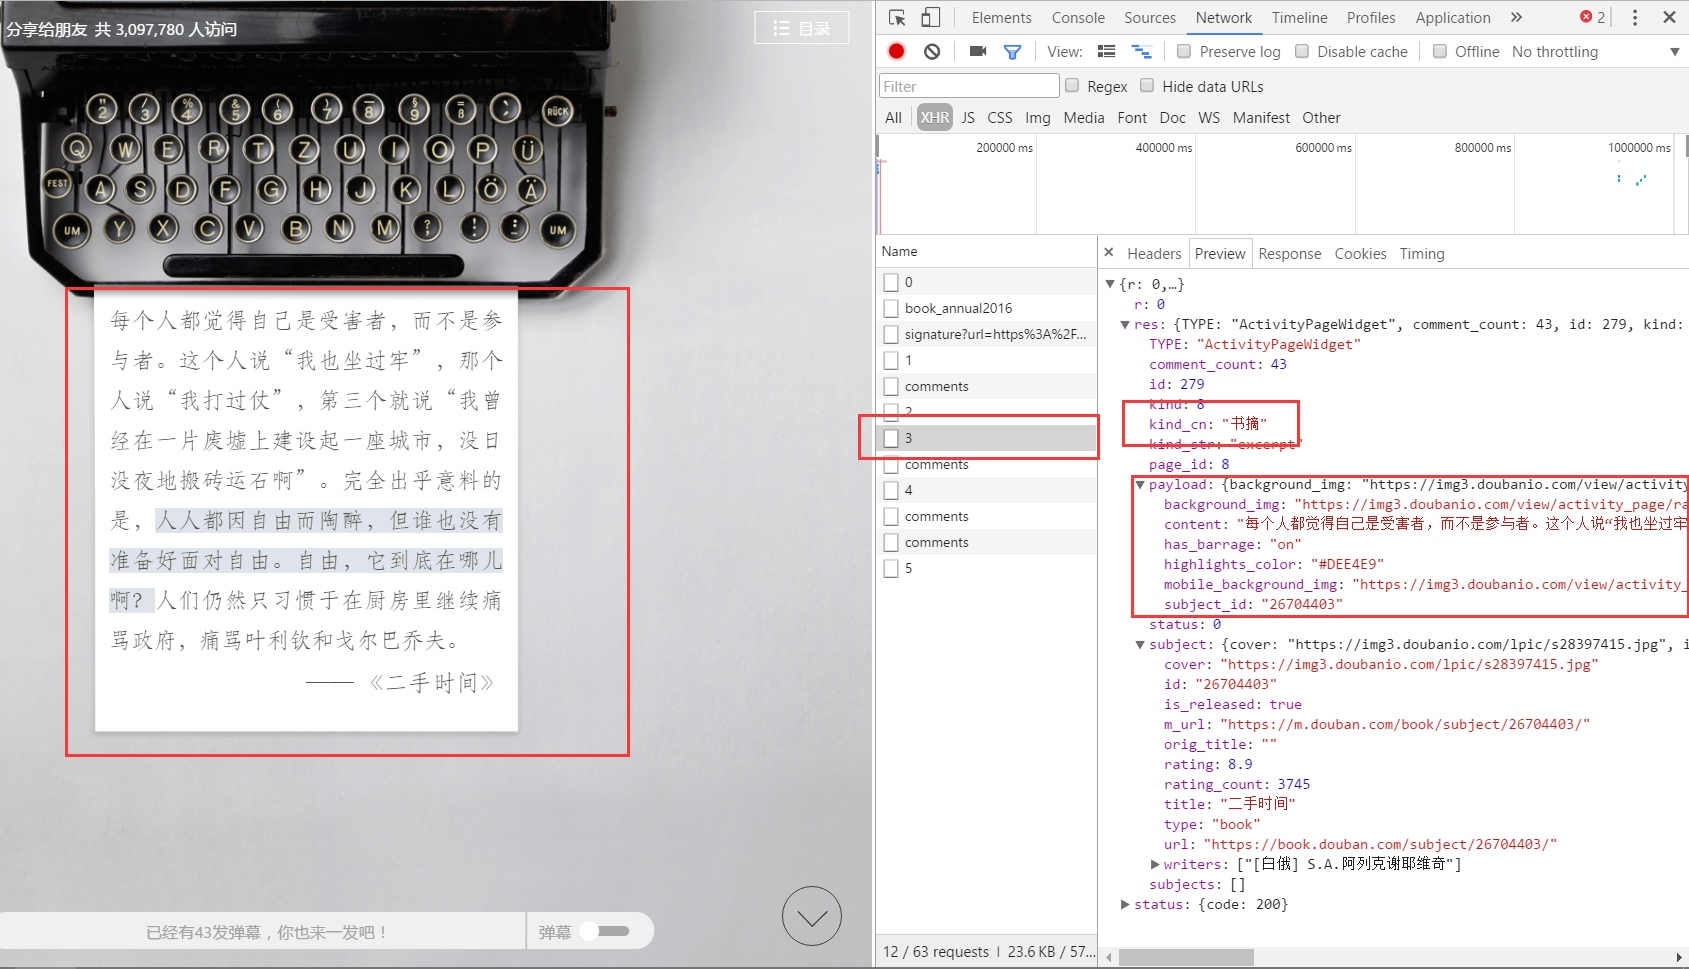 分享给朋友 共 3,097,780 人访问
目录
" 2 / 3 % 4 & 5 ( 6 ) 7 _ 8 § 9 = ß RÜCK
Q W E R T Z U I O P Ü
FEST A S D F G H J K L Ö Ä
UM Y X C V B N M ? ! : UM
每个人都觉得自己是受害者，而不是参
与者。这个人说“我也坐过牢”，那个
人说“我打过仗”，第三个就说“我曾
经在一片废墟上建设起一座城市，没日
没夜地搬砖运石啊”。完全出乎意料的
是，人人都因自由而陶醉，但谁也没有
准备好面对自由。自由，它到底在哪儿
啊？人们仍然只习惯于在厨房里继续痛
骂政府，痛骂叶利钦和戈尔巴乔夫。
—— 《二手时间》
已经有43发弹幕，你也来一发吧！
弹幕
Elements Console Sources Network Timeline Profiles Application » 2
View: Preserve log Disable cache Offline No throttling
Filter Regex Hide data URLs
All XHR JS CSS Img Media Font Doc WS Manifest Other
200000 ms 400000 ms 600000 ms 800000 ms 1000000 ms
Name
0
book_annual2016
signature?url=https%3A%2F...
1
comments
2
3
comments
4
comments
comments
5
12 / 63 requests | 23.6 KB / 57...
× Headers Preview Response Cookies Timing
▼{r: 0,…}
r: 0
▼res: {TYPE: "ActivityPageWidget", comment_count: 43, id: 279, kind:
TYPE: "ActivityPageWidget"
comment_count: 43
id: 279
kind: 8
kind_cn: "书摘"
kind_str: "excerpt"
page_id: 8
▼payload: {background_img: "https://img3.doubanio.com/view/activity
background_img: "https://img3.doubanio.com/view/activity_page/ra
content: "每个人都觉得自己是受害者，而不是参与者。这个人说“我也坐过牢
has_barrage: "on"
highlights_color: "#DEE4E9"
mobile_background_img: "https://img3.doubanio.com/view/activity_
subject_id: "26704403"
status: 0
▼subject: {cover: "https://img3.doubanio.com/lpic/s28397415.jpg", i
cover: "https://img3.doubanio.com/lpic/s28397415.jpg"
id: "26704403"
is_released: true
m_url: "https://m.douban.com/book/subject/26704403/"
orig_title: ""
rating: 8.9
rating_count: 3745
title: "二手时间"
type: "book"
url: "https://book.douban.com/subject/26704403/"
▶writers: ["[白俄] S.A.阿列克谢耶维奇"]
subjects: []
▶status: {code: 200}